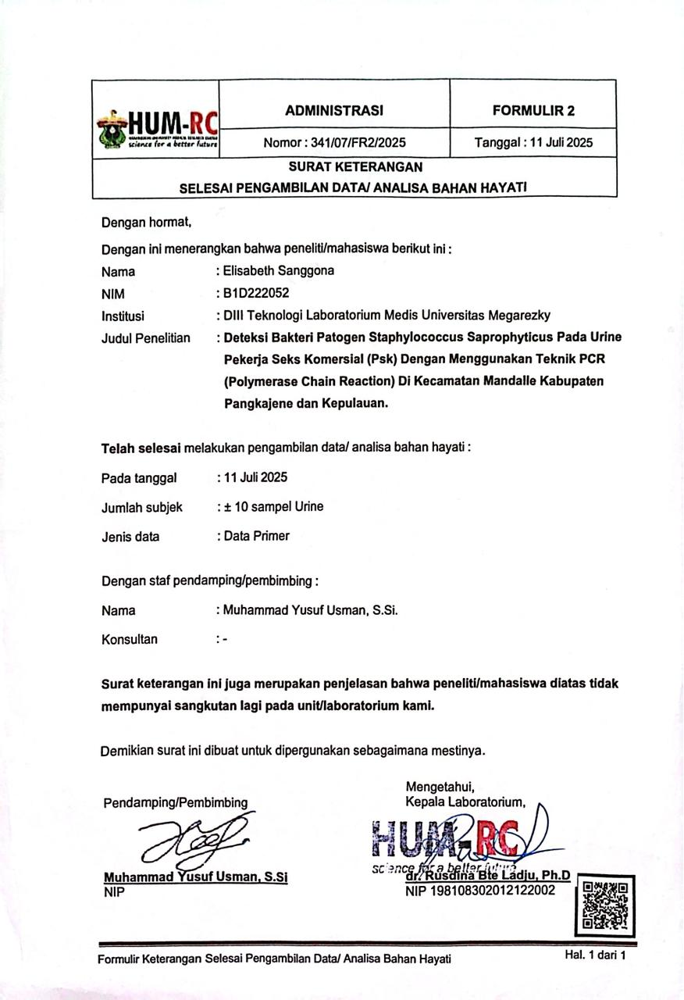 HUM-RC
science for a better future
ADMINISTRASI
FORMULIR 2
Nomor : 341/07/FR2/2025
Tanggal : 11 Juli 2025
SURAT KETERANGAN
SELESAI PENGAMBILAN DATA/ ANALISA BAHAN HAYATI
Dengan hormat,
Dengan ini menerangkan bahwa peneliti/mahasiswa berikut ini :
Nama : Elisabeth Sanggona
NIM : B1D222052
Institusi : DIII Teknologi Laboratorium Medis Universitas Megarezky
Judul Penelitian : Deteksi Bakteri Patogen Staphylococcus Saprophyticus Pada Urine
Pekerja Seks Komersial (Psk) Dengan Menggunakan Teknik PCR
(Polymerase Chain Reaction) Di Kecamatan Mandalle Kabupaten
Pangkajene dan Kepulauan.
Telah selesai melakukan pengambilan data/ analisa bahan hayati :
Pada tanggal : 11 Juli 2025
Jumlah subjek : ± 10 sampel Urine
Jenis data : Data Primer
Dengan staf pendamping/pembimbing :
Nama : Muhammad Yusuf Usman, S.Si.
Konsultan : -
Surat keterangan ini juga merupakan penjelasan bahwa peneliti/mahasiswa diatas tidak
mempunyai sangkutan lagi pada unit/laboratorium kami.
Demikian surat ini dibuat untuk dipergunakan sebagaimana mestinya.
Mengetahui,
Pendamping/Pembimbing
Kepala Laboratorium,
HUM-RC
science for a better future
Muhammad Yusuf Usman, S.Si
dr. Rusdina Bte Ladju, Ph.D
NIP
NIP 198108302012122002
Formulir Keterangan Selesai Pengambilan Data/ Analisa Bahan Hayati
Hal. 1 dari 1